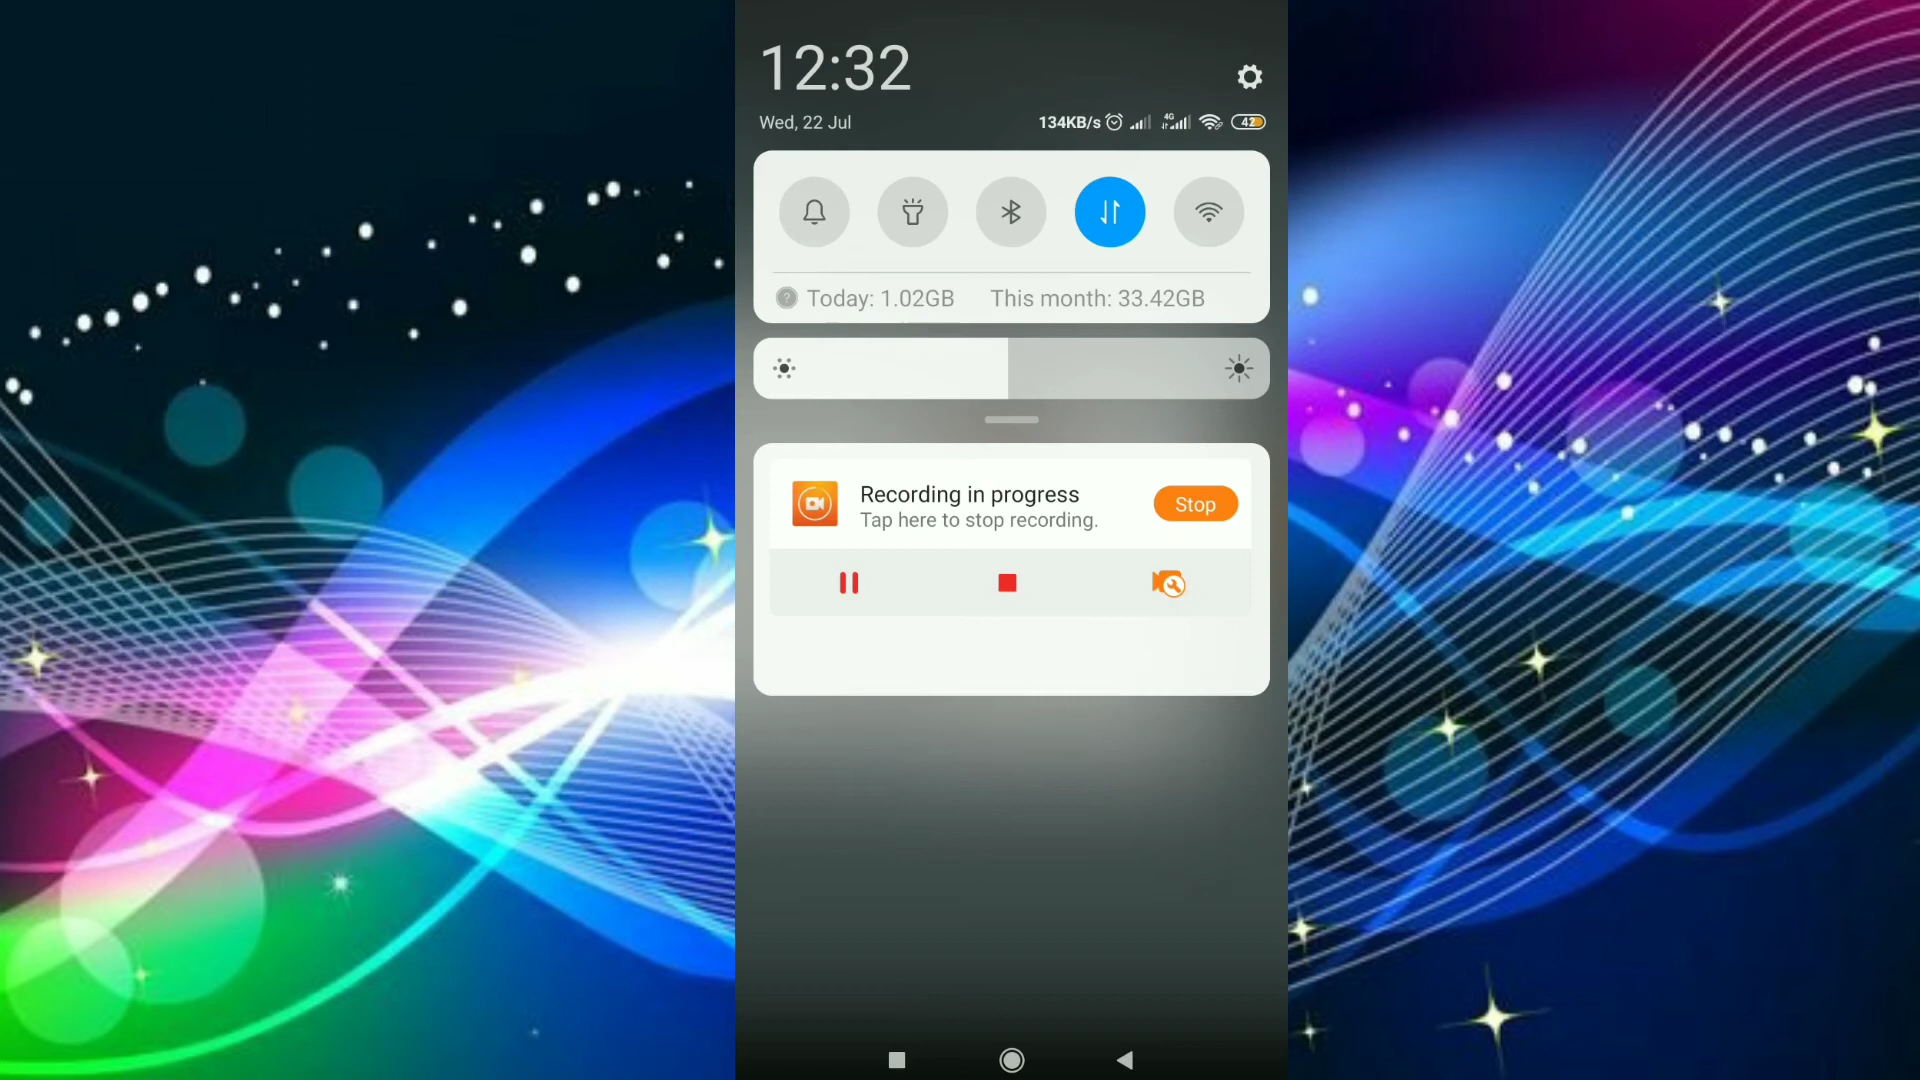 12:32
Wed, 22 Jul
134KB/s 4G 42
Today: 1.02GB This month: 33.42GB
Recording in progress
Tap here to stop recording.
Stop